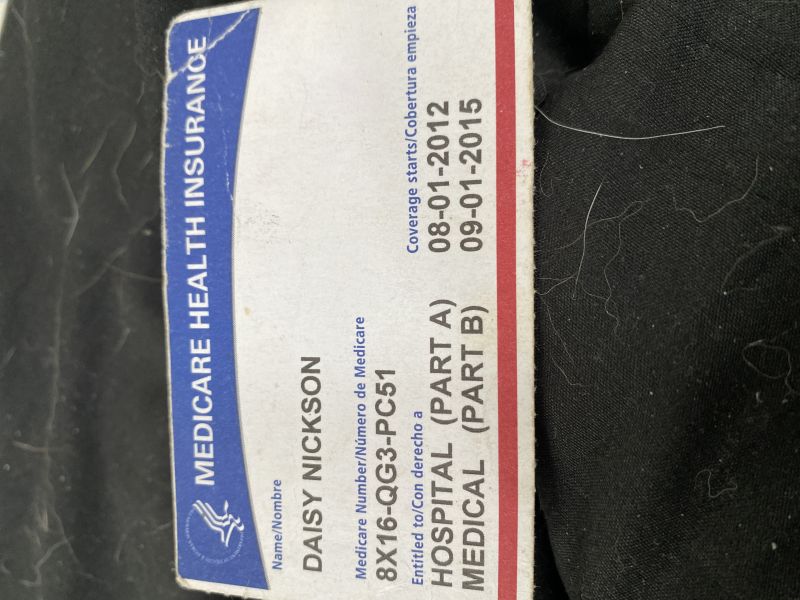 MEDICARE HEALTH INSURANCE
Name/Nombre
DAISY NICKSON
Medicare Number/Número de Medicare
8X16-QG3-PC51
Entitled to/Con derecho a
Coverage starts/Cobertura empieza
HOSPITAL (PART A) 08-01-2012
MEDICAL (PART B) 09-01-2015